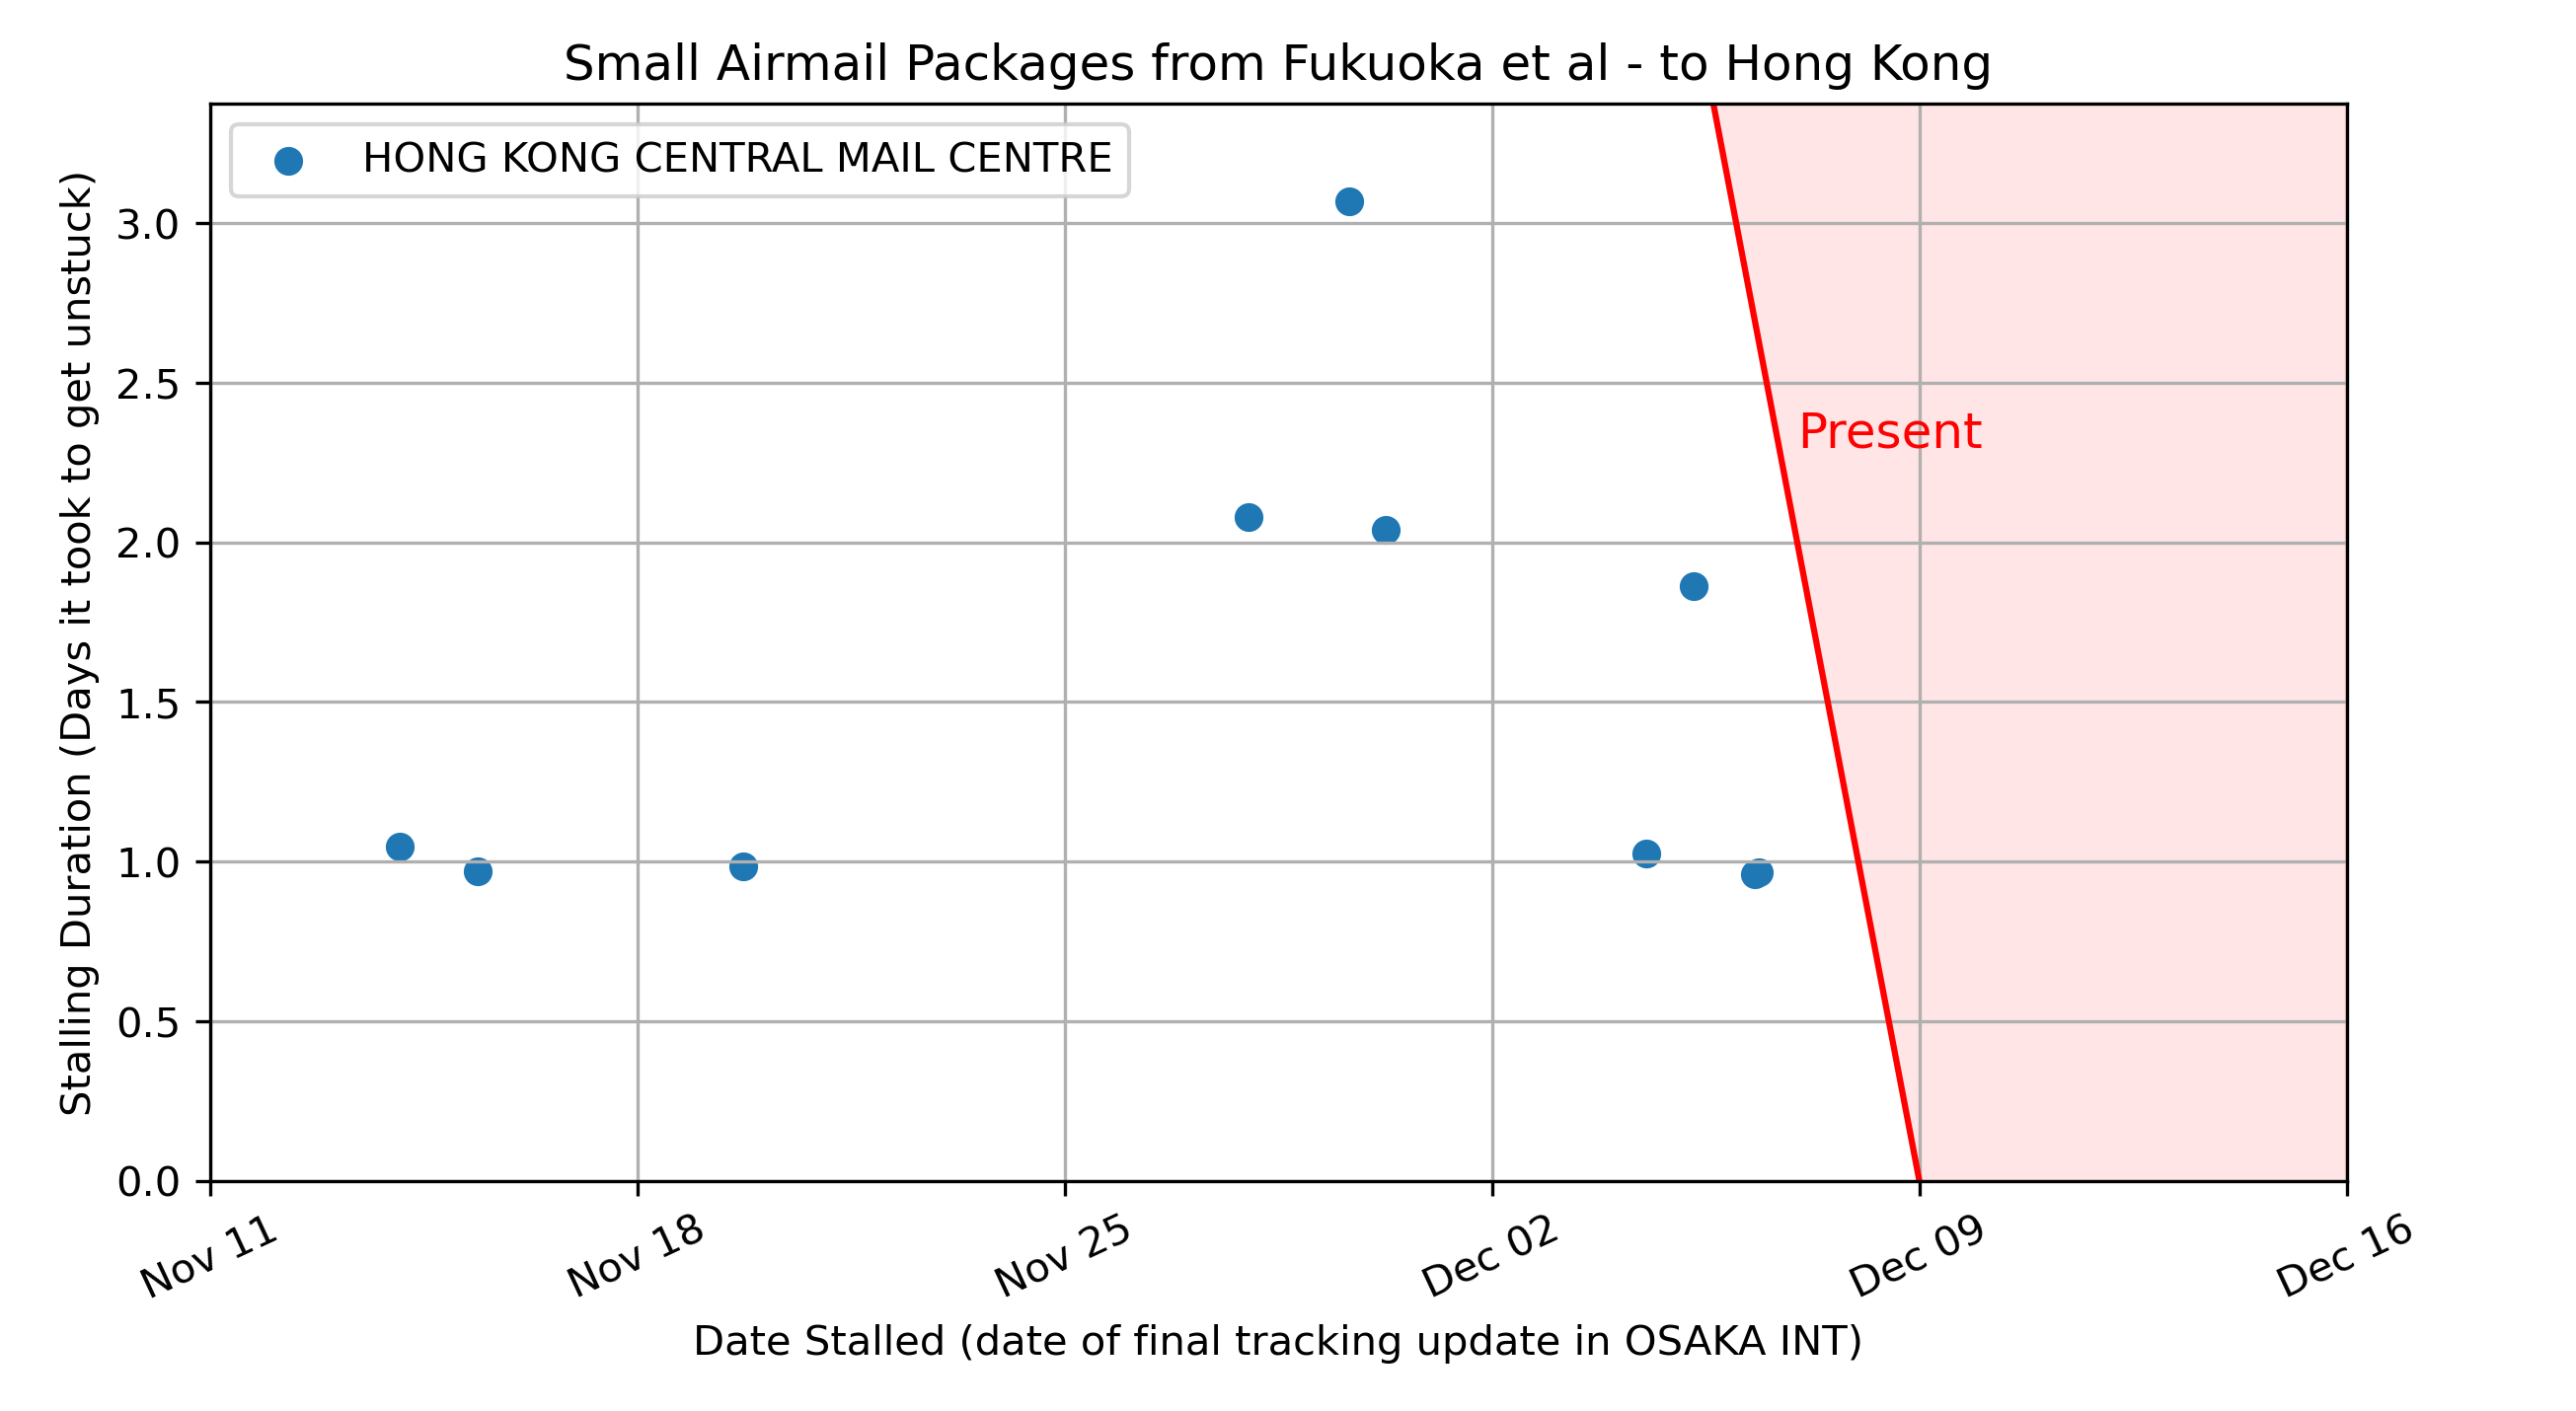 Small Airmail Packages from Fukuoka et al - to Hong Kong
HONG KONG CENTRAL MAIL CENTRE
Stalling Duration (Days it took to get unstuck)
3.0
2.5
2.0
1.5
1.0
0.5
0.0
Present
Nov 11
Nov 18
Nov 25
Dec 02
Dec 09
Dec 16
Date Stalled (date of final tracking update in OSAKA INT)